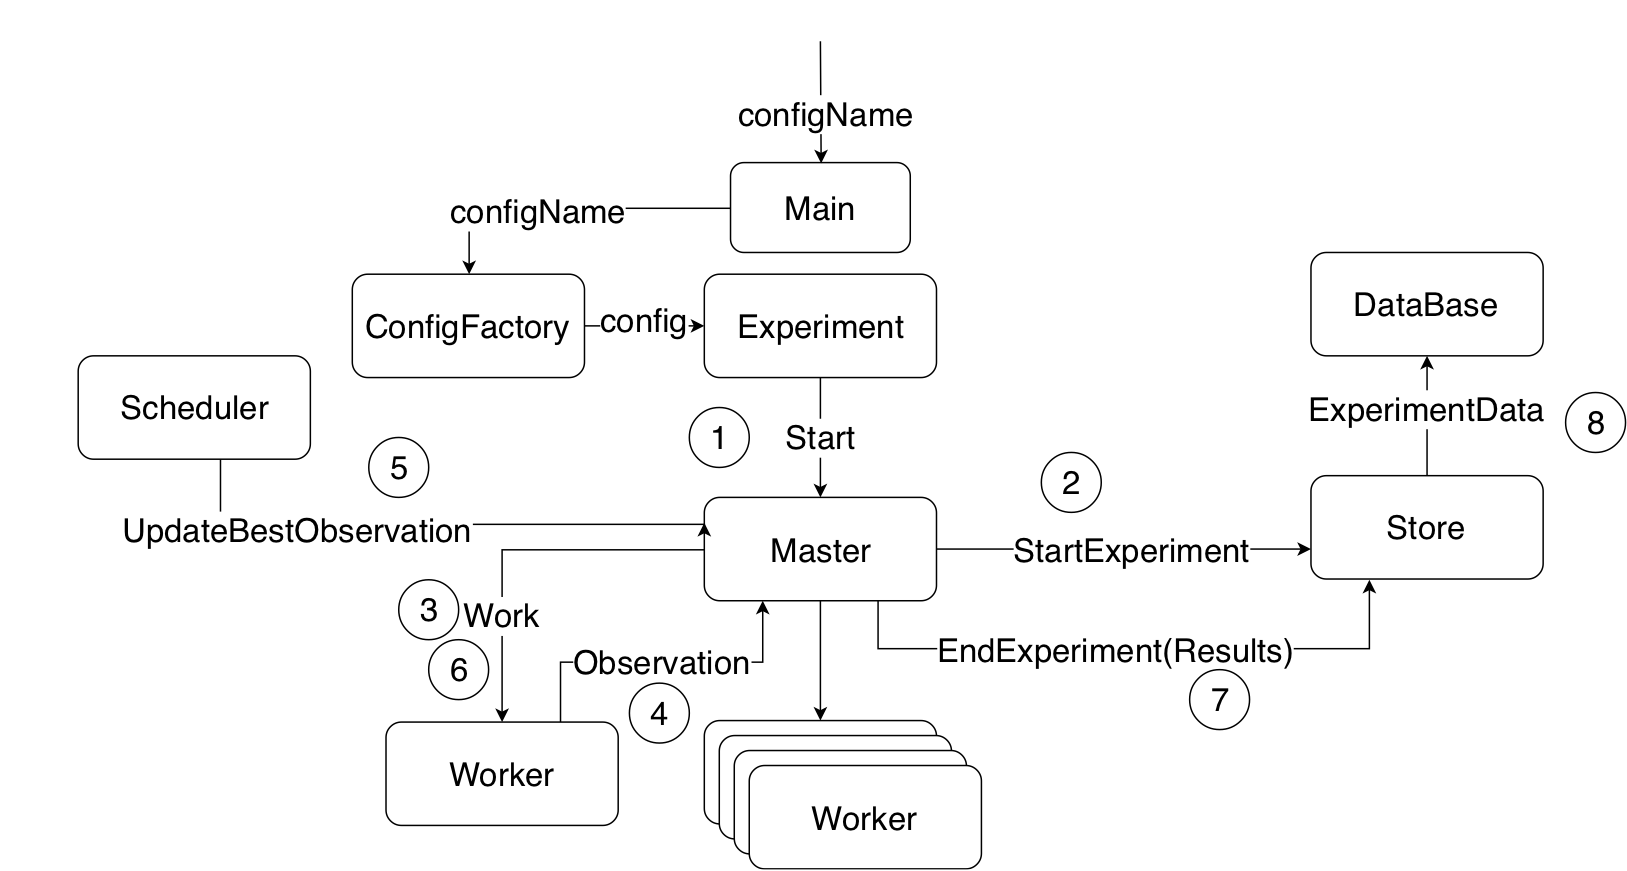 configName
Main
configName
ConfigFactory
config
Experiment
DataBase
Scheduler
ExperimentData
8
1
Start
5
2
UpdateBestObservation
Master
StartExperiment
Store
3
Work
6
Observation
4
EndExperiment(Results)
7
Worker
Worker